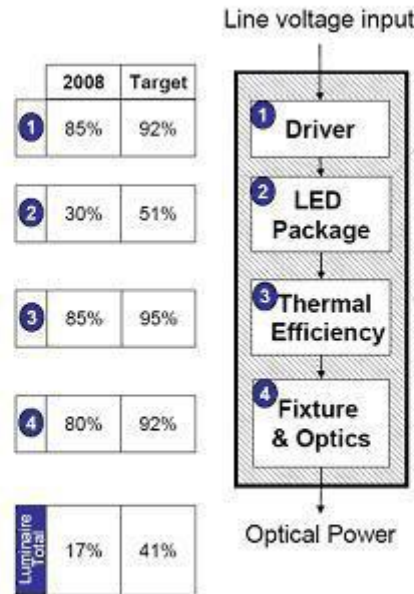 Line voltage input
2008 Target
1 85% 92%
2 30% 51%
3 85% 95%
4 80% 92%
Luminaire
Total
17% 41%
1 Driver
2 LED
Package
3 Thermal
Efficiency
4 Fixture
& Optics
Optical Power